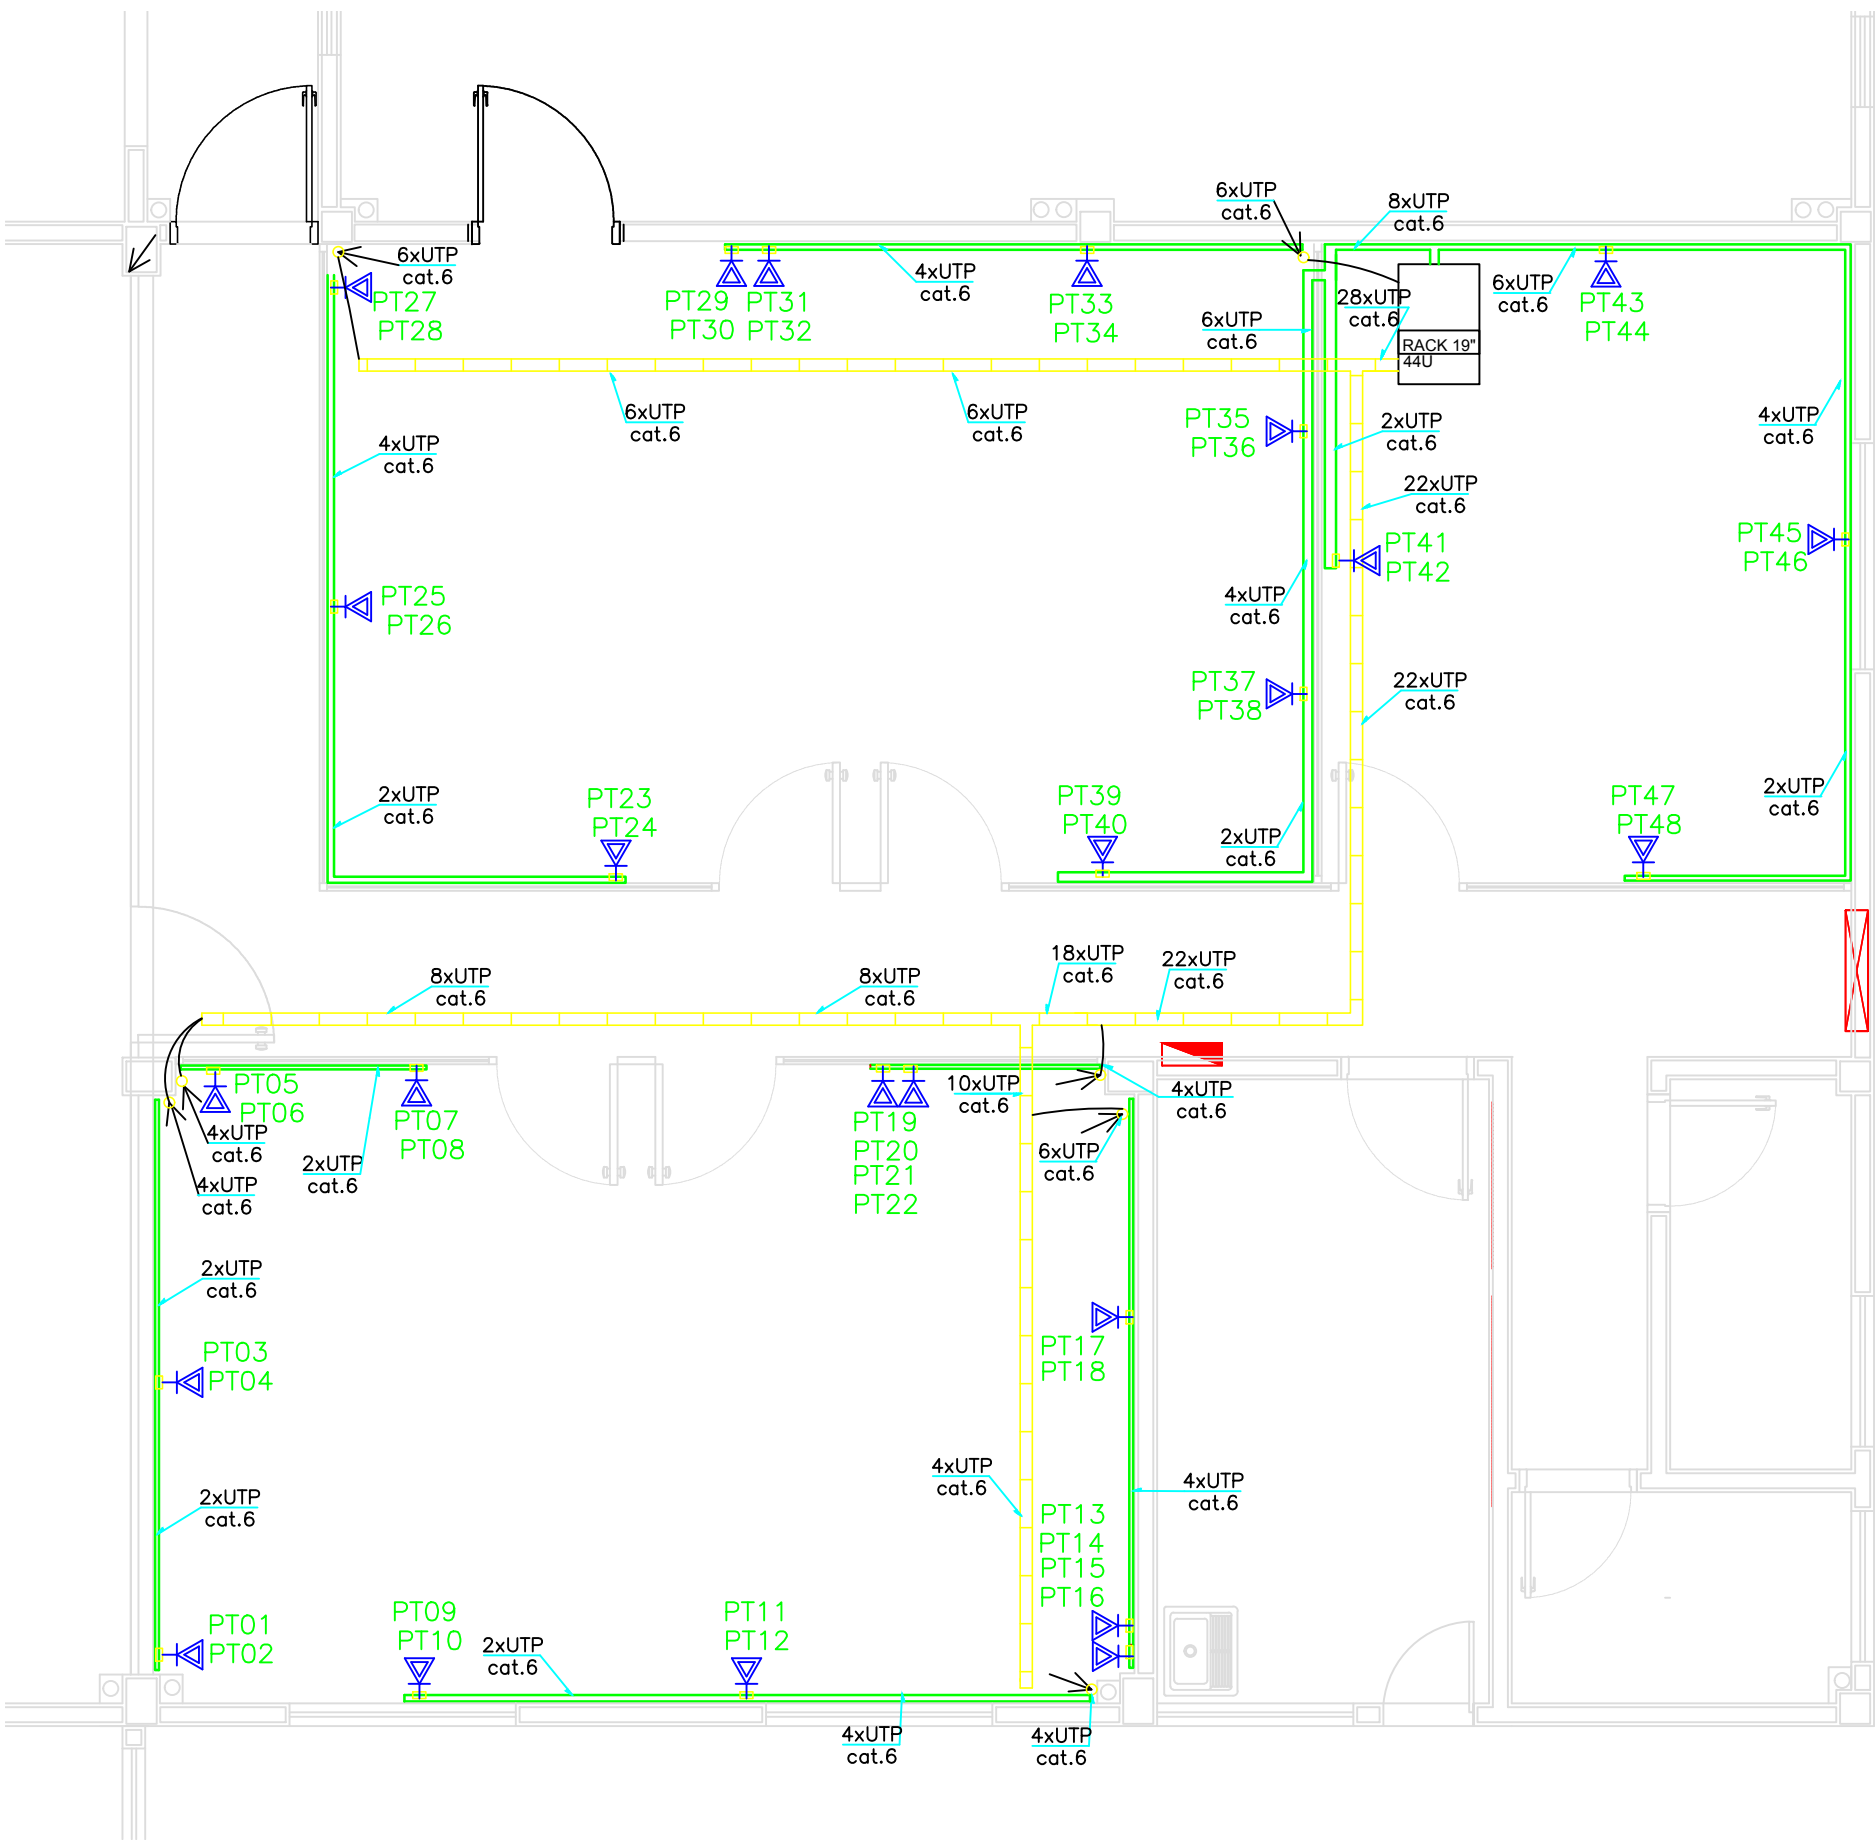 6xUTP
cat.6
8xUTP
cat.6
6xUTP
cat.6
4xUTP
cat.6
6xUTP
cat.6
28xUTP
cat.6
PT27
PT28
PT29
PT30
PT31
PT32
PT33
PT34
PT43
PT44
6xUTP
cat.6
RACK 19"
44U
6xUTP
cat.6
6xUTP
cat.6
PT35
PT36
2xUTP
cat.6
4xUTP
cat.6
4xUTP
cat.6
22xUTP
cat.6
PT41
PT42
PT45
PT46
PT25
PT26
4xUTP
cat.6
PT37
PT38
22xUTP
cat.6
2xUTP
cat.6
PT23
PT24
PT39
PT40
2xUTP
cat.6
PT47
PT48
2xUTP
cat.6
8xUTP
cat.6
8xUTP
cat.6
18xUTP
cat.6
22xUTP
cat.6
PT05
PT06
4xUTP
cat.6
4xUTP
cat.6
2xUTP
cat.6
PT07
PT08
PT19
PT20
PT21
PT22
10xUTP
cat.6
4xUTP
cat.6
6xUTP
cat.6
2xUTP
cat.6
PT03
PT04
PT17
PT18
2xUTP
cat.6
4xUTP
cat.6
4xUTP
cat.6
PT13
PT14
PT15
PT16
PT01
PT02
PT09
PT10
2xUTP
cat.6
PT11
PT12
4xUTP
cat.6
4xUTP
cat.6